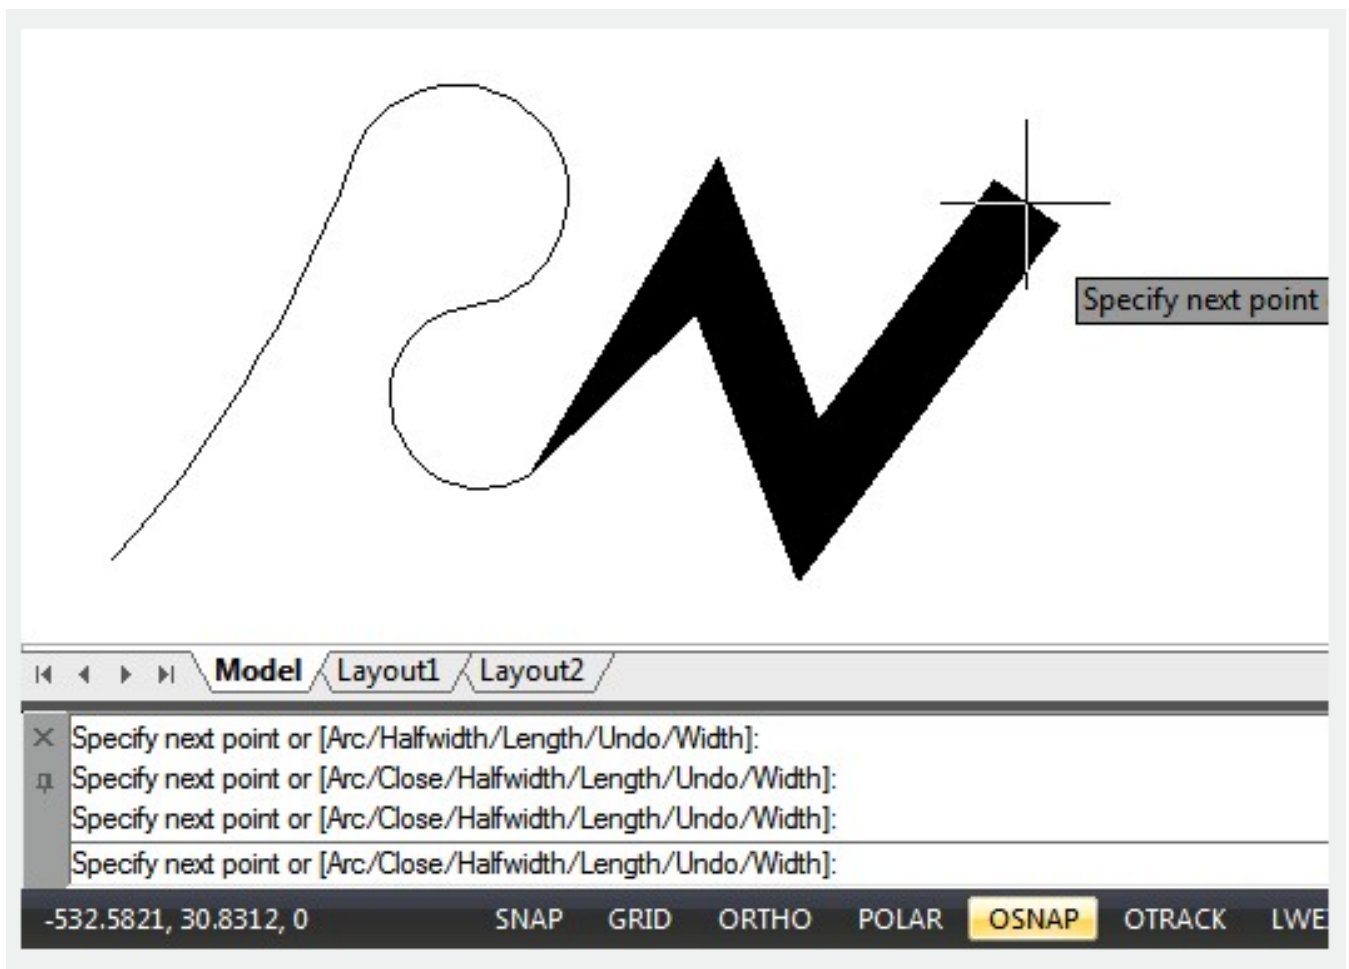 Specify next point
Model Layout1 Layout2
Specify next point or [Arc/Halfwidth/Length/Undo/Width]:
Specify next point or [Arc/Close/Halfwidth/Length/Undo/Width]:
Specify next point or [Arc/Close/Halfwidth/Length/Undo/Width]:
Specify next point or [Arc/Close/Halfwidth/Length/Undo/Width]:
-532.5821, 30.8312, 0 SNAP GRID ORTHO POLAR OSNAP OTRACK